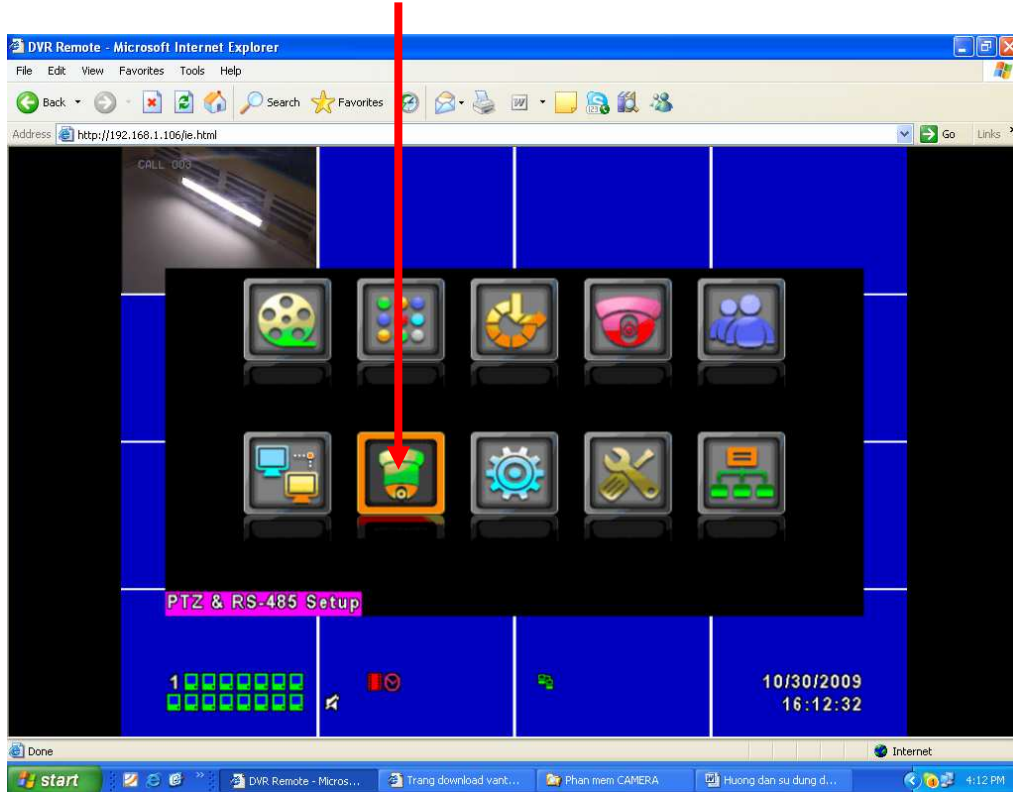 DVR Remote - Microsoft Internet Explorer
File Edit View Favorites Tools Help
Back Search Favorites
Address http://192.168.1.106/ie.html Go Links
CALL 003
PTZ & RS-485 Setup
1 10/30/2009
16:12:32
Done Internet
start DVR Remote - Micros... Trang download vant... Phan mem CAMERA Huong dan su dung d... 4:12 PM